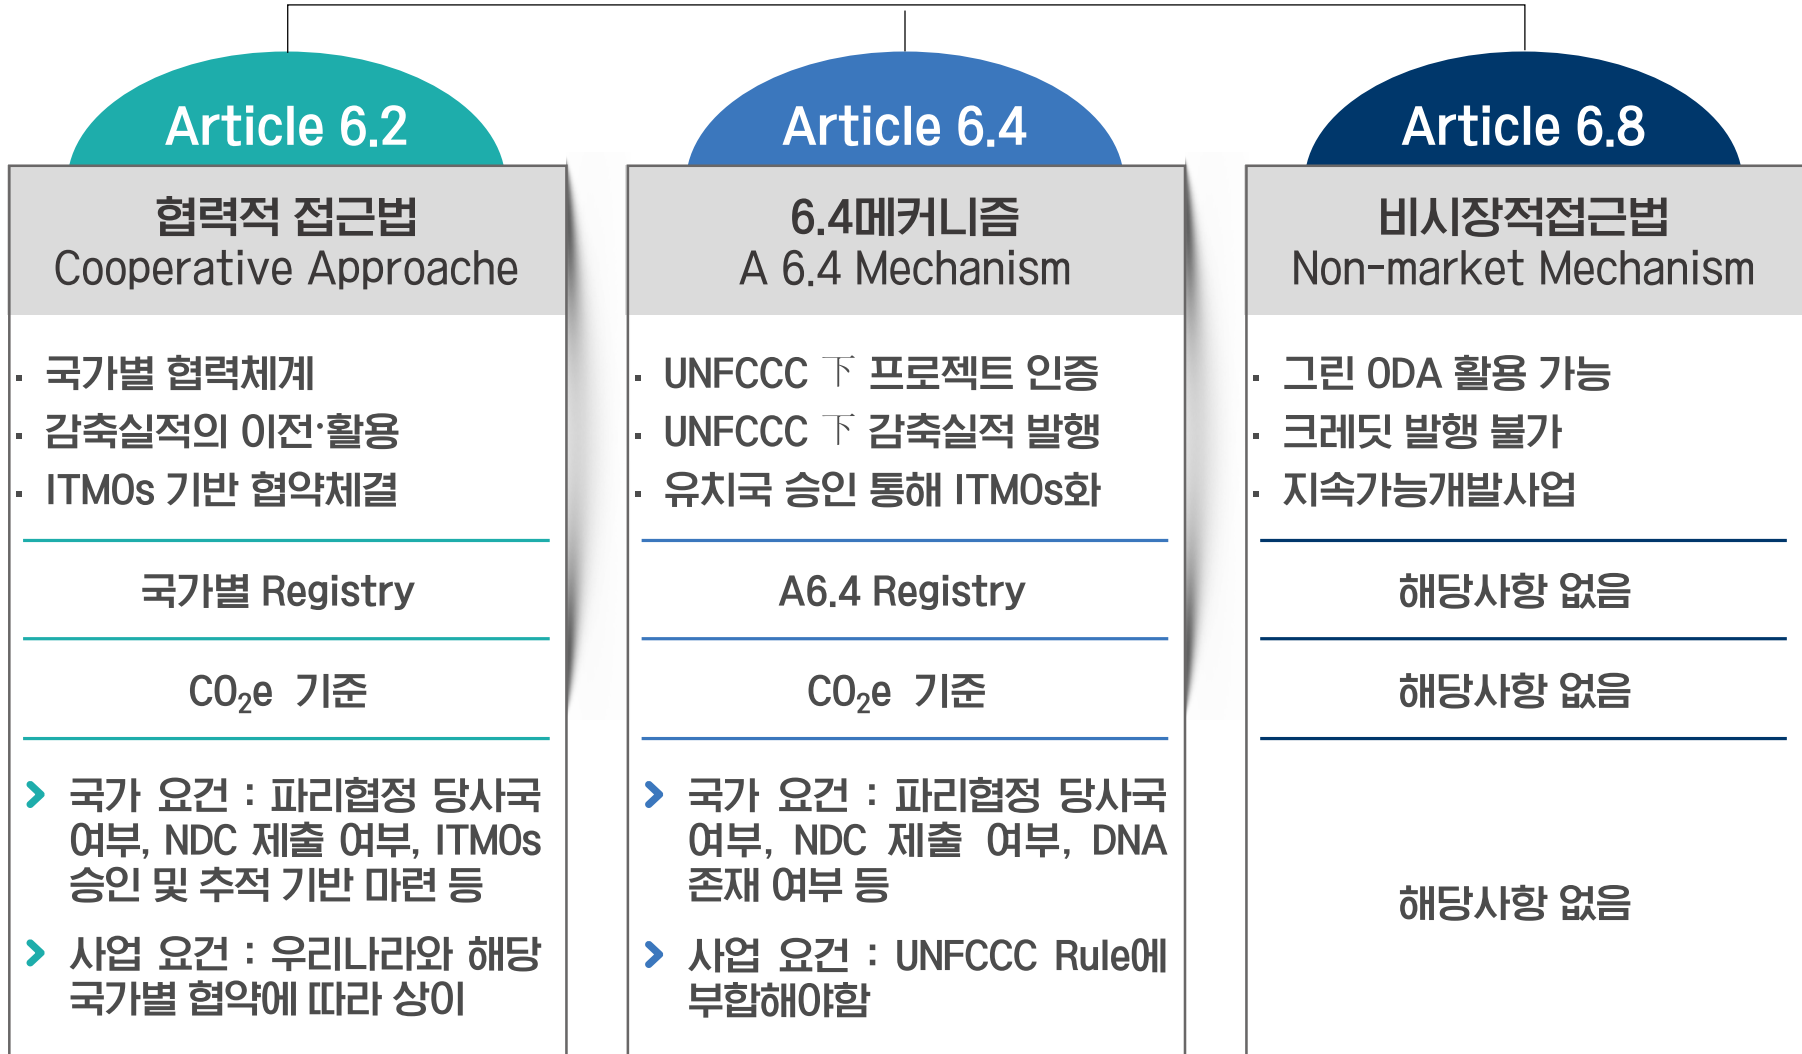 Article 6.2
협력적 접근법
Cooperative Approache
· 국가별 협력체계
· 감축실적의 이전·활용
· ITMOs 기반 협약체결
국가별 Registry
CO₂e 기준
국가 요건 : 파리협정 당사국
여부, NDC 제출 여부, ITMOs
승인 및 추적 기반 마련 등
사업 요건 : 우리나라와 해당
국가별 협약에 따라 상이
Article 6.4
6.4메커니즘
A 6.4 Mechanism
· UNFCCC 下 프로젝트 인증
· UNFCCC 下 감축실적 발행
· 유치국 승인 통해 ITMOs화
A6.4 Registry
CO₂e 기준
국가 요건 : 파리협정 당사국
여부, NDC 제출 여부, DNA
존재 여부 등
사업 요건 : UNFCCC Rule에
부합해야함
Article 6.8
비시장적접근법
Non-market Mechanism
· 그린 ODA 활용 가능
· 크레딧 발행 불가
· 지속가능개발사업
해당사항 없음
해당사항 없음
해당사항 없음